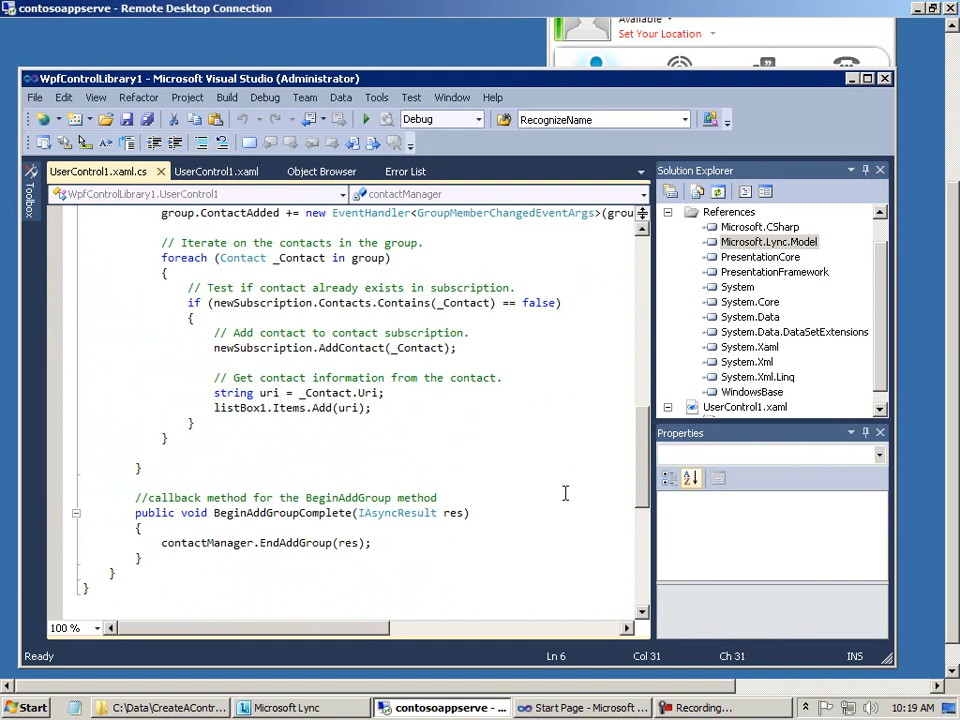 contosoappserve - Remote Desktop Connection
Available
Set Your Location
WpfControlLibrary1 - Microsoft Visual Studio (Administrator)
File Edit View Refactor Project Build Debug Team Data Tools Test Window Help
Debug RecognizeName
UserControl1.xaml.cs UserControl1.xaml Object Browser Error List
WpfControlLibrary1.UserControl1 contactManager
Toolbox
group.ContactAdded += new EventHandler<GroupMemberChangedEventArgs>(grou
// Iterate on the contacts in the group.
foreach (Contact _Contact in group)
{
// Test if contact already exists in subscription.
if (newSubscription.Contacts.Contains(_Contact) == false)
{
// Add contact to contact subscription.
newSubscription.AddContact(_Contact);
// Get contact information from the contact.
string uri = _Contact.Uri;
listBox1.Items.Add(uri);
}
}
}
//callback method for the BeginAddGroup method
public void BeginAddGroupComplete(IAsyncResult res)
{
contactManager.EndAddGroup(res);
}
}
}
100 %
Solution Explorer
References
Microsoft.CSharp
Microsoft.Lync.Model
PresentationCore
PresentationFramework
System
System.Core
System.Data
System.Data.DataSetExtensions
System.Xaml
System.Xml
System.Xml.Linq
WindowsBase
UserControl1.xaml
Properties
Ready Ln 6 Col 31 Ch 31 INS
Start C:\Data\CreateAContr... Microsoft Lync contosoappserve - ... Start Page - Microsoft ... Recording... 10:19 AM